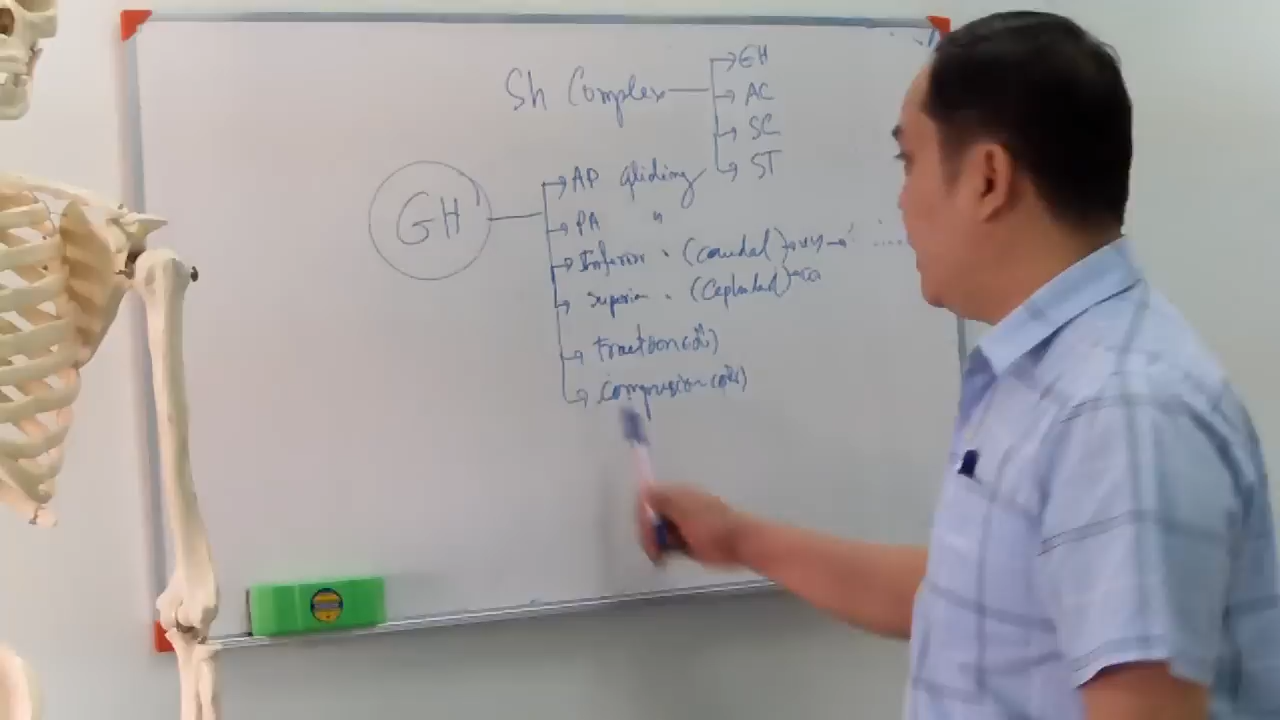 Sh Complex
GH
AC
SC
ST
GH
AP gliding
PA "
Inferior " (Caudal)
Superior " (Cephalad)
traction
Compression